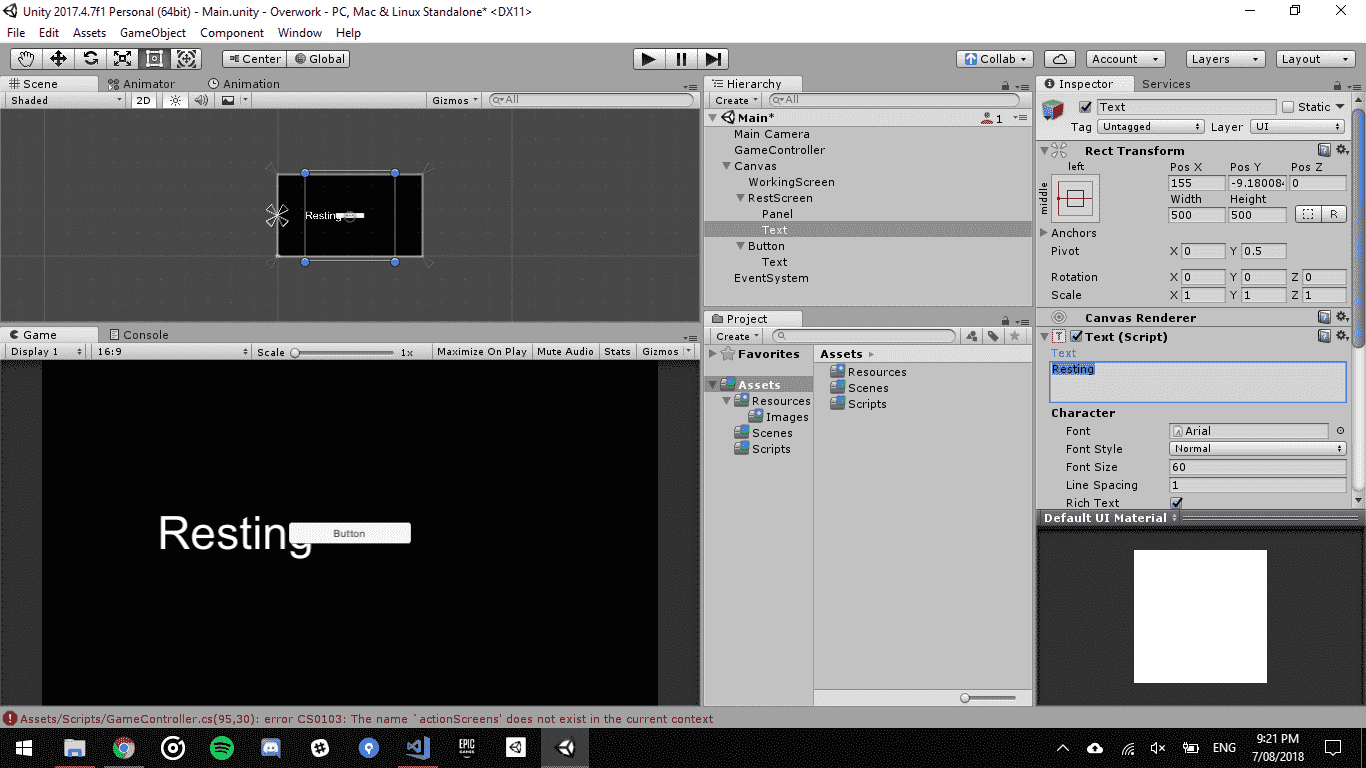 Unity 2017.4.7f1 Personal (64bit) - Main.unity - Overwork - PC, Mac & Linux Standalone* <DX11>
File Edit Assets GameObject Component Window Help
Center Global Collab Account Layers Layout
Scene Animator Animation
Shaded 2D Gizmos All
Resting
Game Console
Display 1 16:9 Scale 1x Maximize On Play Mute Audio Stats Gizmos
Resting
Button
Hierarchy
Create All
Main* 1
Main Camera
GameController
Canvas
WorkingScreen
RestScreen
Panel
Text
Button
Text
EventSystem
Project
Create
Favorites
Assets
Resources
Images
Scenes
Scripts
Assets
Resources
Scenes
Scripts
Inspector Services
Text Static
Tag Untagged Layer UI
Rect Transform
left Pos X Pos Y Pos Z
middle 155 -9.18008 0
Width Height
500 500 R
Anchors
Pivot X 0 Y 0.5
Rotation X 0 Y 0 Z 0
Scale X 1 Y 1 Z 1
Canvas Renderer
Text (Script)
Text
Resting
Character
Font Arial
Font Style Normal
Font Size 60
Line Spacing 1
Rich Text
Default UI Material
Assets/Scripts/GameController.cs(95,30): error CS0103: The name `actionScreens' does not exist in the current context
EPIC GAMES
ENG
9:21 PM
7/08/2018